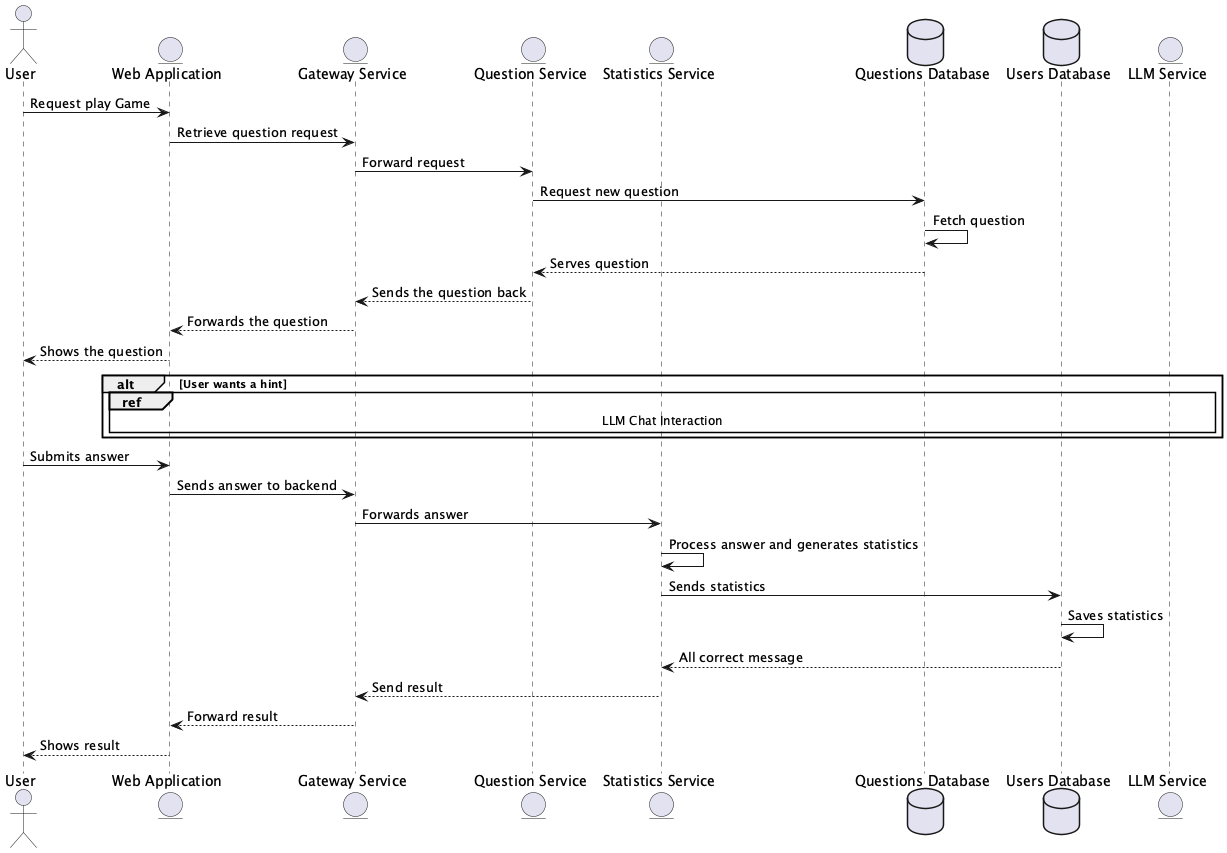 User
Web Application
Gateway Service
Question Service
Statistics Service
Questions Database
Users Database
LLM Service
Request play Game
Retrieve question request
Forward request
Request new question
Fetch question
Serves question
Sends the question back
Forwards the question
Shows the question
alt
[User wants a hint]
ref
LLM Chat Interaction
Submits answer
Sends answer to backend
Forwards answer
Process answer and generates statistics
Sends statistics
Saves statistics
All correct message
Send result
Forward result
Shows result
User
Web Application
Gateway Service
Question Service
Statistics Service
Questions Database
Users Database
LLM Service